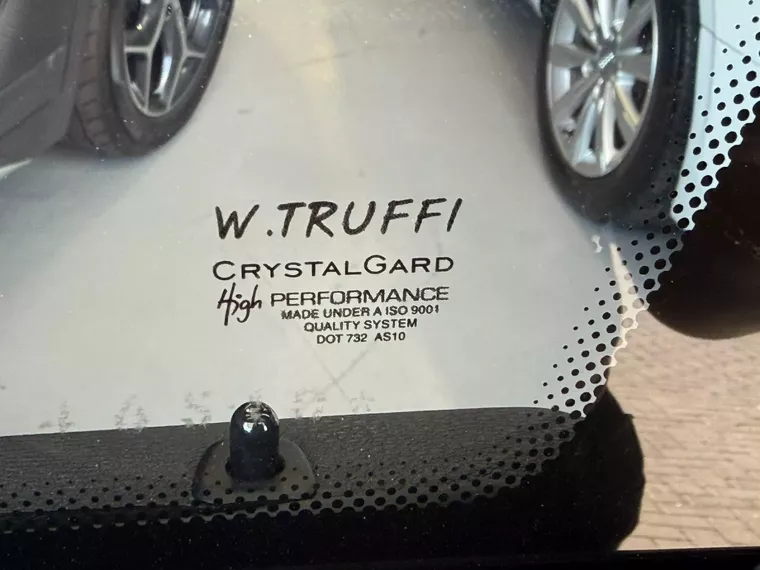 W.TRUFFI
CRYSTALGARD
High PERFORMANCE
MADE UNDER A ISO 9001
QUALITY SYSTEM
DOT 732 AS10